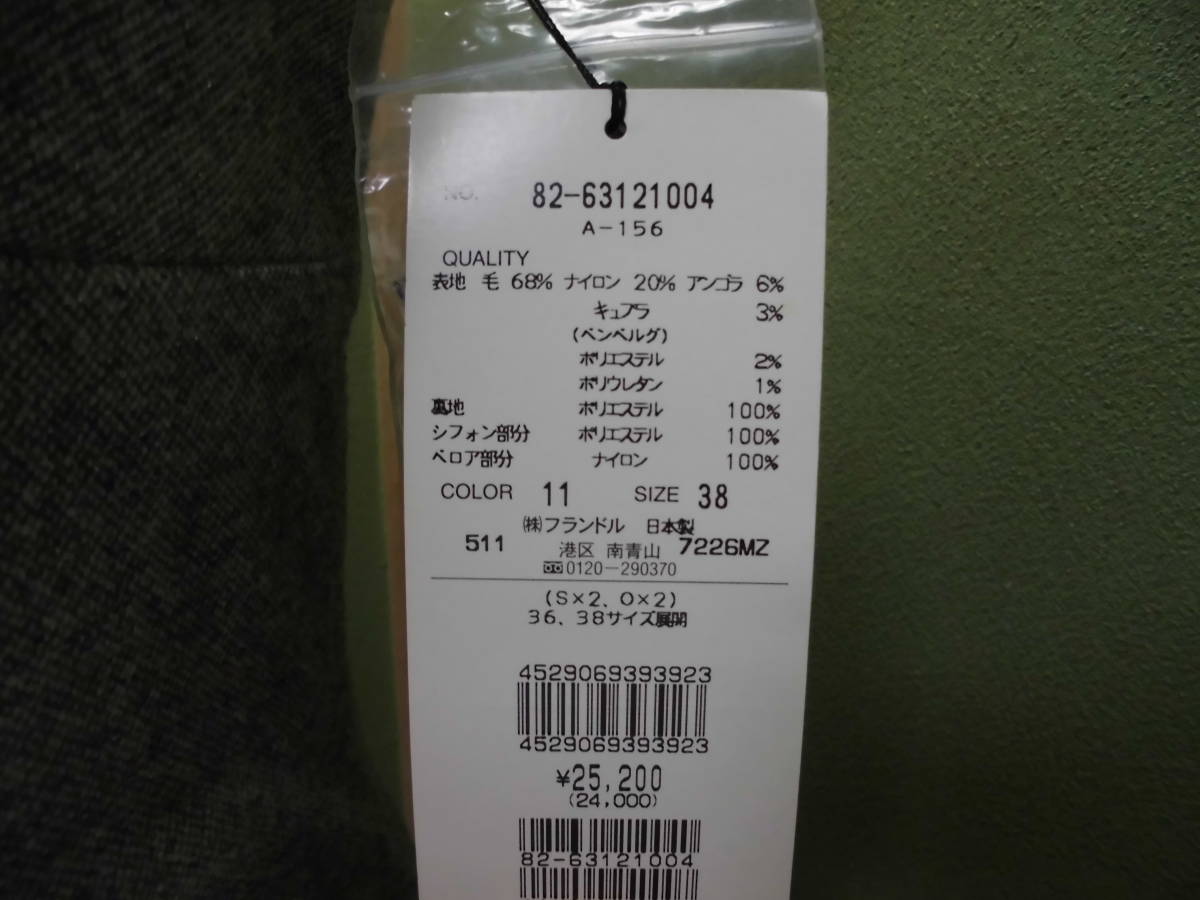 NO. 82-63121004
A-156
QUALITY
表地 毛 68% ナイロン 20% アンゴラ 6%
キュプラ 3%
(ベンベルグ)
ポリエステル 2%
ポリウレタン 1%
裏地 ポリエステル 100%
シフォン部分 ポリエステル 100%
ベロア部分 ナイロン 100%
COLOR 11 SIZE 38
㈱フランドル 日本製
511 港区 南青山 7226MZ
0120-290370
(S×2、O×2)
36、38サイズ展開
4529069393923
4529069393923
¥25,200
(24,000)
82-63121004